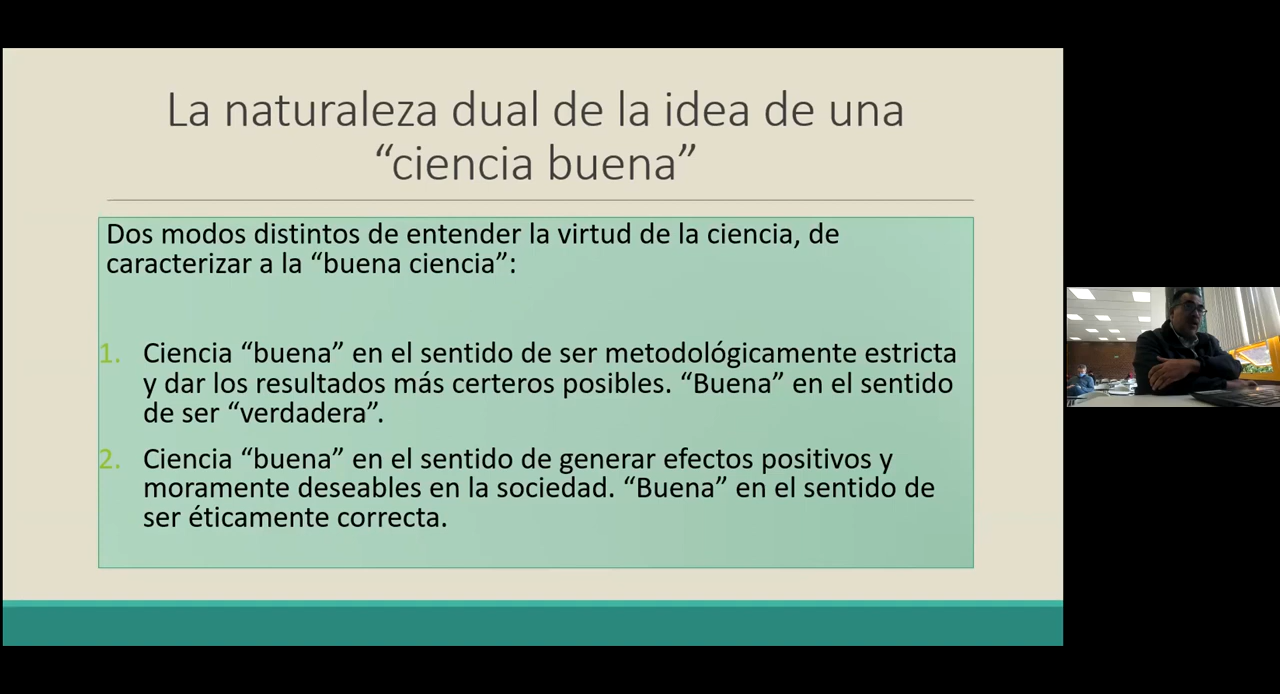 La naturaleza dual de la idea de una
“ciencia buena”
Dos modos distintos de entender la virtud de la ciencia, de
caracterizar a la “buena ciencia”:
1. Ciencia “buena” en el sentido de ser metodológicamente estricta
y dar los resultados más certeros posibles. “Buena” en el sentido
de ser “verdadera”.
2. Ciencia “buena” en el sentido de generar efectos positivos y
moramente deseables en la sociedad. “Buena” en el sentido de
ser éticamente correcta.